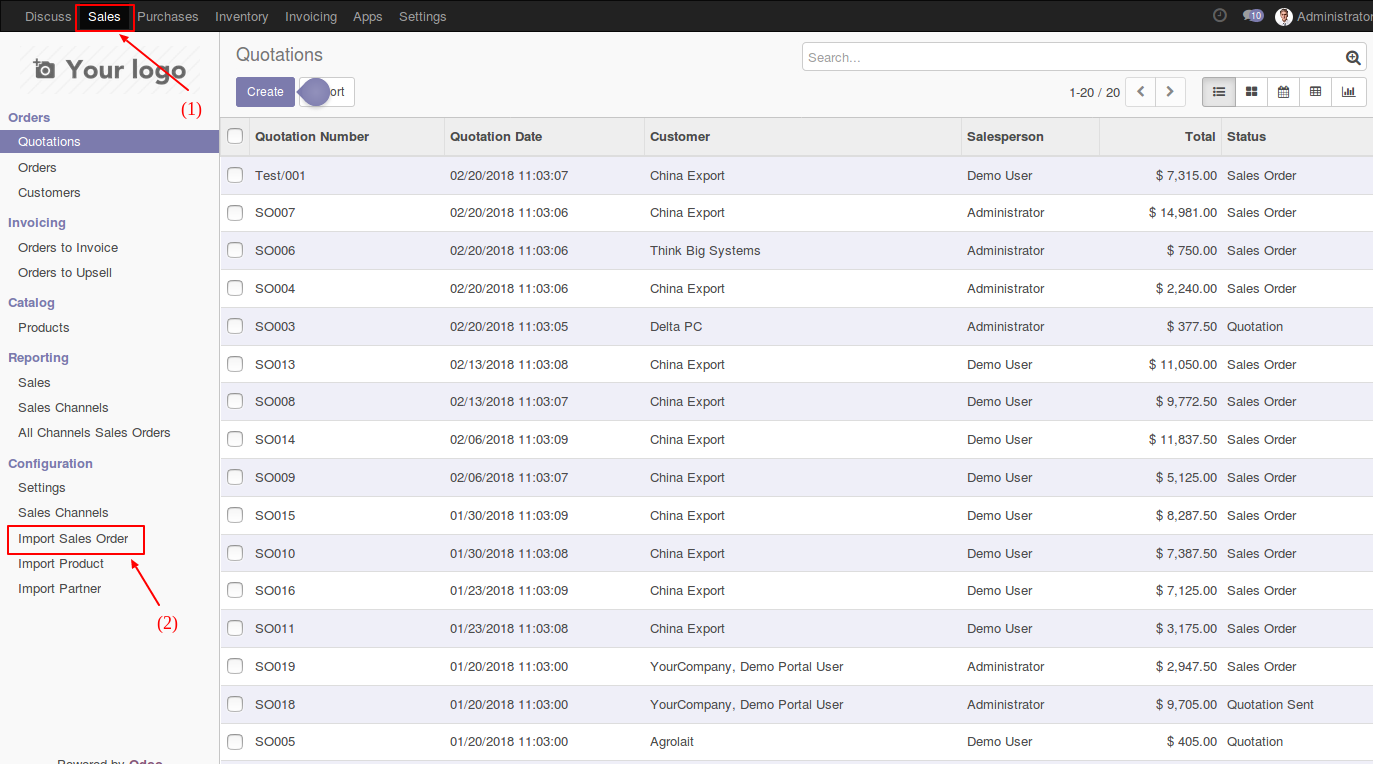 Discuss Sales Purchases Inventory Invoicing Apps Settings 10 Administrator
Your logo
(1)
Orders
Quotations
Orders
Customers
Invoicing
Orders to Invoice
Orders to Upsell
Catalog
Products
Reporting
Sales
Sales Channels
All Channels Sales Orders
Configuration
Settings
Sales Channels
Import Sales Order
Import Product
Import Partner
(2)
Powered by Odoo
Quotations
Search...
Create ort
1-20 / 20
Quotation Number Quotation Date Customer Salesperson Total Status
Test/001 02/20/2018 11:03:07 China Export Demo User $ 7,315.00 Sales Order
SO007 02/20/2018 11:03:06 China Export Administrator $ 14,981.00 Sales Order
SO006 02/20/2018 11:03:06 Think Big Systems Administrator $ 750.00 Sales Order
SO004 02/20/2018 11:03:06 China Export Administrator $ 2,240.00 Sales Order
SO003 02/20/2018 11:03:05 Delta PC Administrator $ 377.50 Quotation
SO013 02/13/2018 11:03:08 China Export Demo User $ 11,050.00 Sales Order
SO008 02/13/2018 11:03:07 China Export Demo User $ 9,772.50 Sales Order
SO014 02/06/2018 11:03:09 China Export Demo User $ 11,837.50 Sales Order
SO009 02/06/2018 11:03:07 China Export Demo User $ 5,125.00 Sales Order
SO015 01/30/2018 11:03:09 China Export Demo User $ 8,287.50 Sales Order
SO010 01/30/2018 11:03:08 China Export Demo User $ 7,387.50 Sales Order
SO016 01/23/2018 11:03:09 China Export Demo User $ 7,125.00 Sales Order
SO011 01/23/2018 11:03:08 China Export Demo User $ 3,175.00 Sales Order
SO019 01/20/2018 11:03:00 YourCompany, Demo Portal User Administrator $ 2,947.50 Sales Order
SO018 01/20/2018 11:03:00 YourCompany, Demo Portal User Administrator $ 9,705.00 Quotation Sent
SO005 01/20/2018 11:03:00 Agrolait Demo User $ 405.00 Quotation